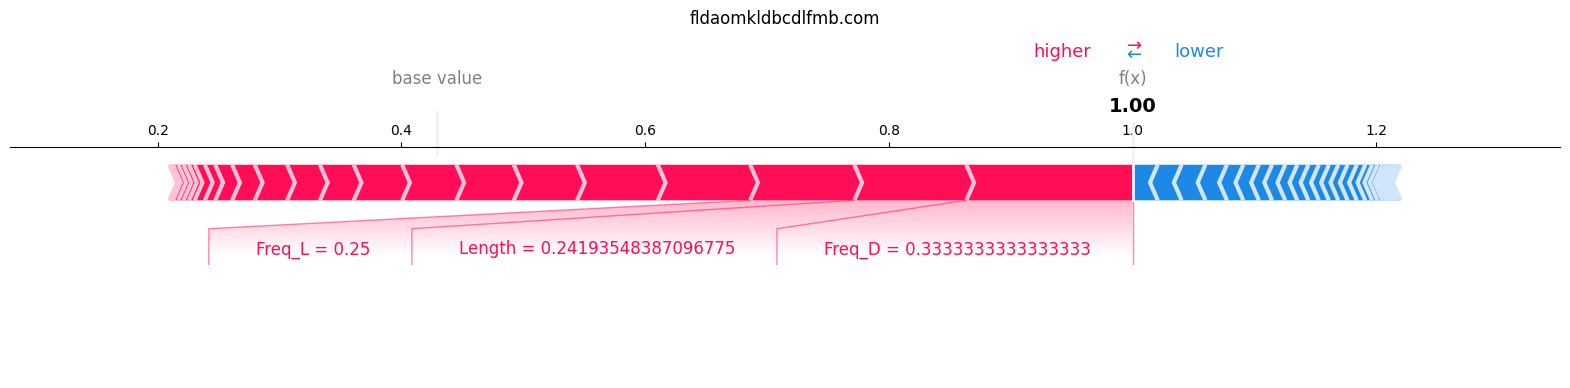 fldaomkldbcdlfmb.com
higher ⇄ lower
base value f(x)
1.00
0.2 0.4 0.6 0.8 1.0 1.2
Freq_L = 0.25 Length = 0.24193548387096775 Freq_D = 0.3333333333333333